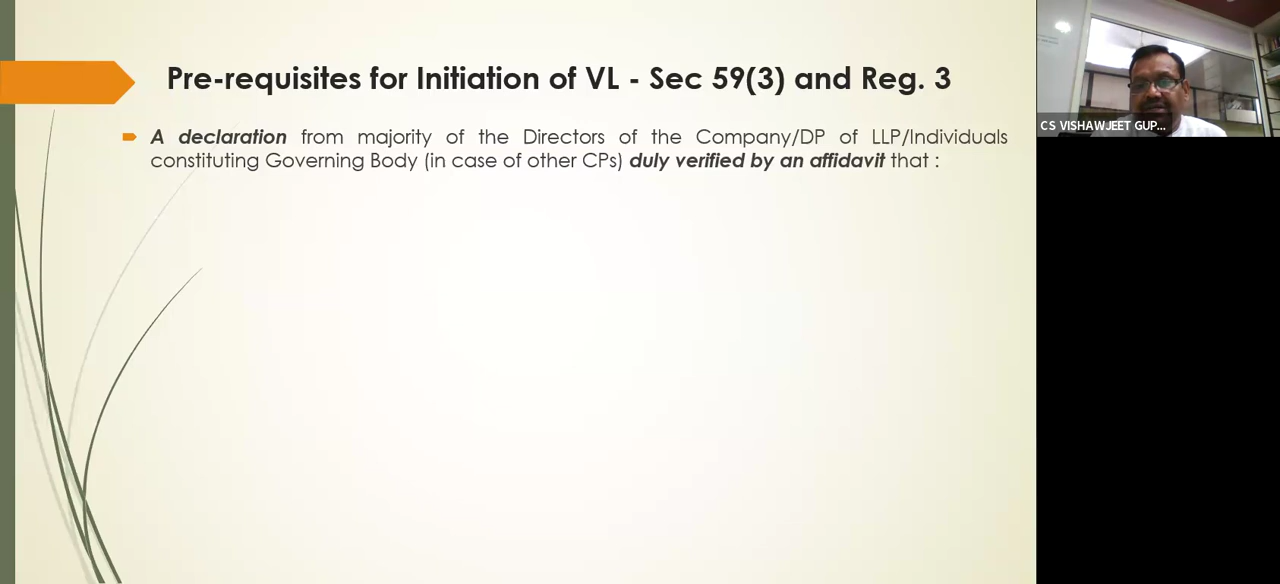 Pre-requisites for Initiation of VL - Sec 59(3) and Reg. 3
A declaration from majority of the Directors of the Company/DP of LLP/Individuals
constituting Governing Body (in case of other CPs) duly verified by an affidavit that :
CS VISHAWJEET GUP...